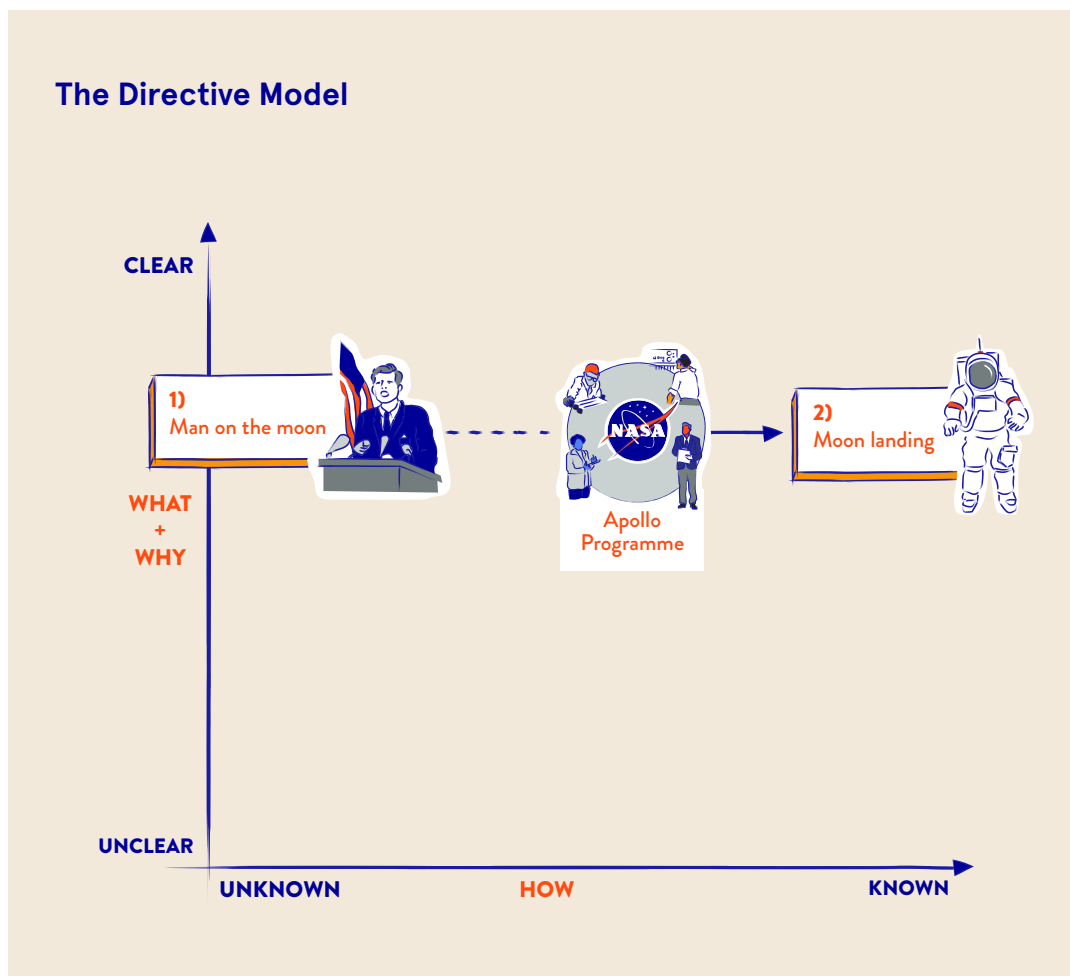 The Directive Model
CLEAR
1)
Man on the moon
NASA
2)
Moon landing
WHAT
+
WHY
Apollo
Programme
UNCLEAR
UNKNOWN
HOW
KNOWN